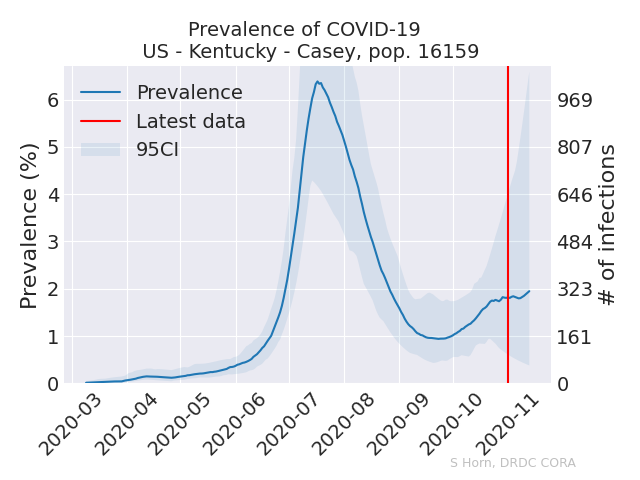 Prevalence of COVID-19
US - Kentucky - Casey, pop. 16159
Prevalence
Latest data
95CI
Prevalence (%)
6
5
4
3
2
1
0
969
807
646
484
323
161
0
# of infections
2020-03
2020-04
2020-05
2020-06
2020-07
2020-08
2020-09
2020-10
2020-11
S Horn, DRDC CORA